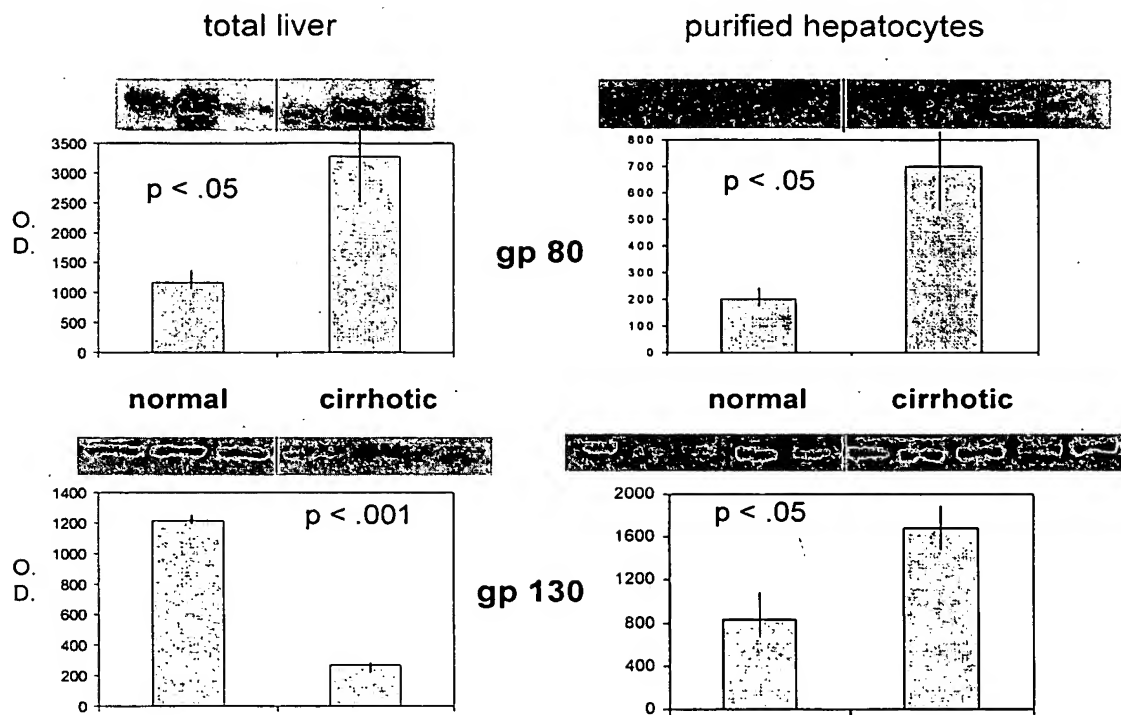 total liver
purified hepatocytes
3500
3000
2500
2000
1500
1000
500
0
O.
D.
p < .05
gp 80
800
700
600
500
400
300
200
100
0
p < .05
normal
cirrhotic
normal
cirrhotic
1400
1200
1000
800
600
400
200
0
O.
D.
p < .001
gp 130
2000
1600
1200
800
400
0
p < .05